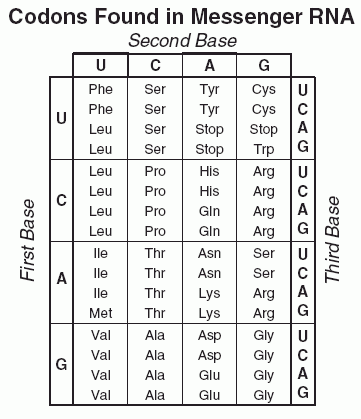 Codons Found in Messenger RNA
Second Base
U C A G
Phe Ser Tyr Cys U
Phe Ser Tyr Cys C
U
Leu Ser Stop Stop A
Leu Ser Stop Trp G
Leu Pro His Arg U
Leu Pro His Arg C
C
Leu Pro Gln Arg A
Leu Pro Gln Arg G
Ile Thr Asn Ser U
Ile Thr Asn Ser C
A
Ile Thr Lys Arg A
Met Thr Lys Arg G
Val Ala Asp Gly U
Val Ala Asp Gly C
G
Val Ala Glu Gly A
Val Ala Glu Gly G
First Base
Third Base